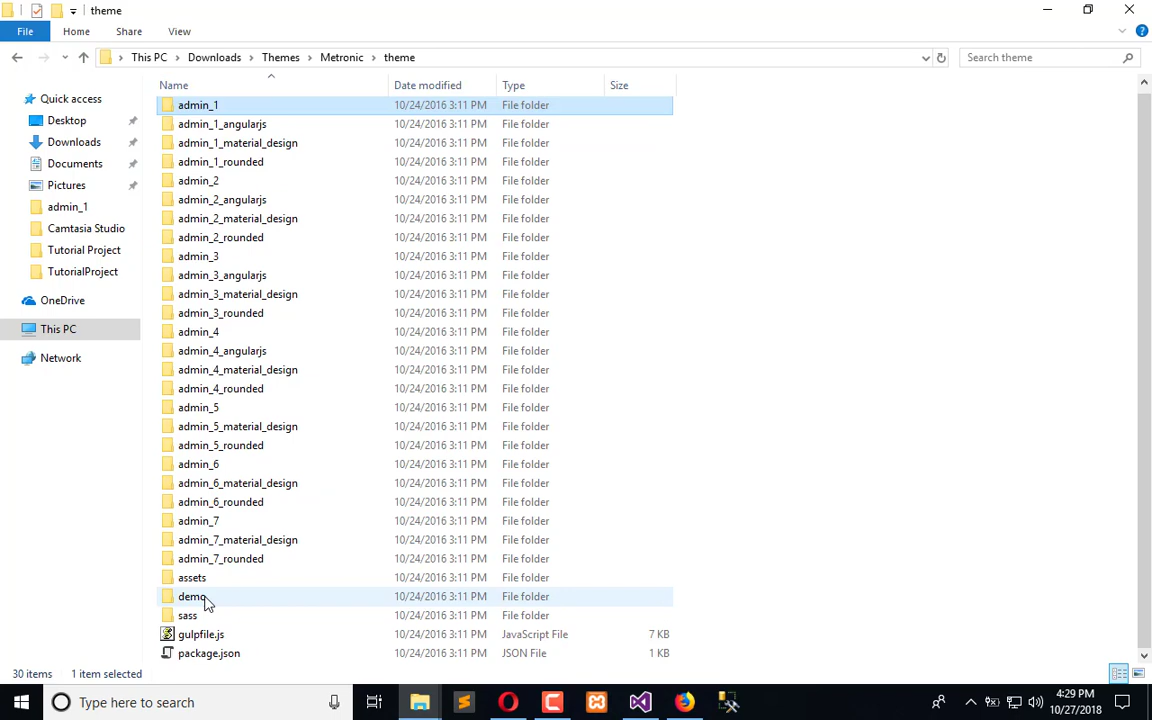 theme
File Home Share View
This PC Downloads Themes Metronic theme Search theme
Name Date modified Type Size
Quick access
Desktop
Downloads
Documents
Pictures
admin_1
Camtasia Studio
Tutorial Project
TutorialProject
OneDrive
This PC
Network
admin_1 10/24/2016 3:11 PM File folder
admin_1_angularjs 10/24/2016 3:11 PM File folder
admin_1_material_design 10/24/2016 3:11 PM File folder
admin_1_rounded 10/24/2016 3:11 PM File folder
admin_2 10/24/2016 3:11 PM File folder
admin_2_angularjs 10/24/2016 3:11 PM File folder
admin_2_material_design 10/24/2016 3:11 PM File folder
admin_2_rounded 10/24/2016 3:11 PM File folder
admin_3 10/24/2016 3:11 PM File folder
admin_3_angularjs 10/24/2016 3:11 PM File folder
admin_3_material_design 10/24/2016 3:11 PM File folder
admin_3_rounded 10/24/2016 3:11 PM File folder
admin_4 10/24/2016 3:11 PM File folder
admin_4_angularjs 10/24/2016 3:11 PM File folder
admin_4_material_design 10/24/2016 3:11 PM File folder
admin_4_rounded 10/24/2016 3:11 PM File folder
admin_5 10/24/2016 3:11 PM File folder
admin_5_material_design 10/24/2016 3:11 PM File folder
admin_5_rounded 10/24/2016 3:11 PM File folder
admin_6 10/24/2016 3:11 PM File folder
admin_6_material_design 10/24/2016 3:11 PM File folder
admin_6_rounded 10/24/2016 3:11 PM File folder
admin_7 10/24/2016 3:11 PM File folder
admin_7_material_design 10/24/2016 3:11 PM File folder
admin_7_rounded 10/24/2016 3:11 PM File folder
assets 10/24/2016 3:11 PM File folder
demo 10/24/2016 3:11 PM File folder
sass 10/24/2016 3:11 PM File folder
gulpfile.js 10/24/2016 3:11 PM JavaScript File 7 KB
package.json 10/24/2016 3:11 PM JSON File 1 KB
30 items 1 item selected
Type here to search
4:29 PM
10/27/2018